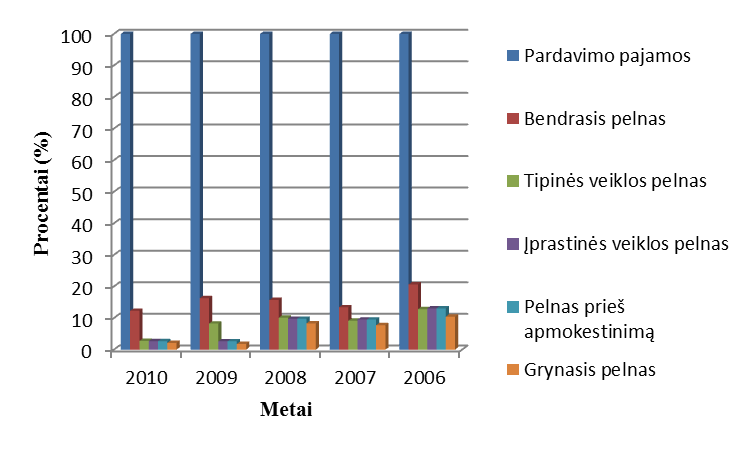 100
90
80
70
60
50
40
30
20
10
0
Procentai (%)
2010 2009 2008 2007 2006
Metai
Pardavimo pajamos
Bendrasis pelnas
Tipinės veiklos pelnas
Įprastinės veiklos pelnas
Pelnas prieš
apmokestinimą
Grynasis pelnas